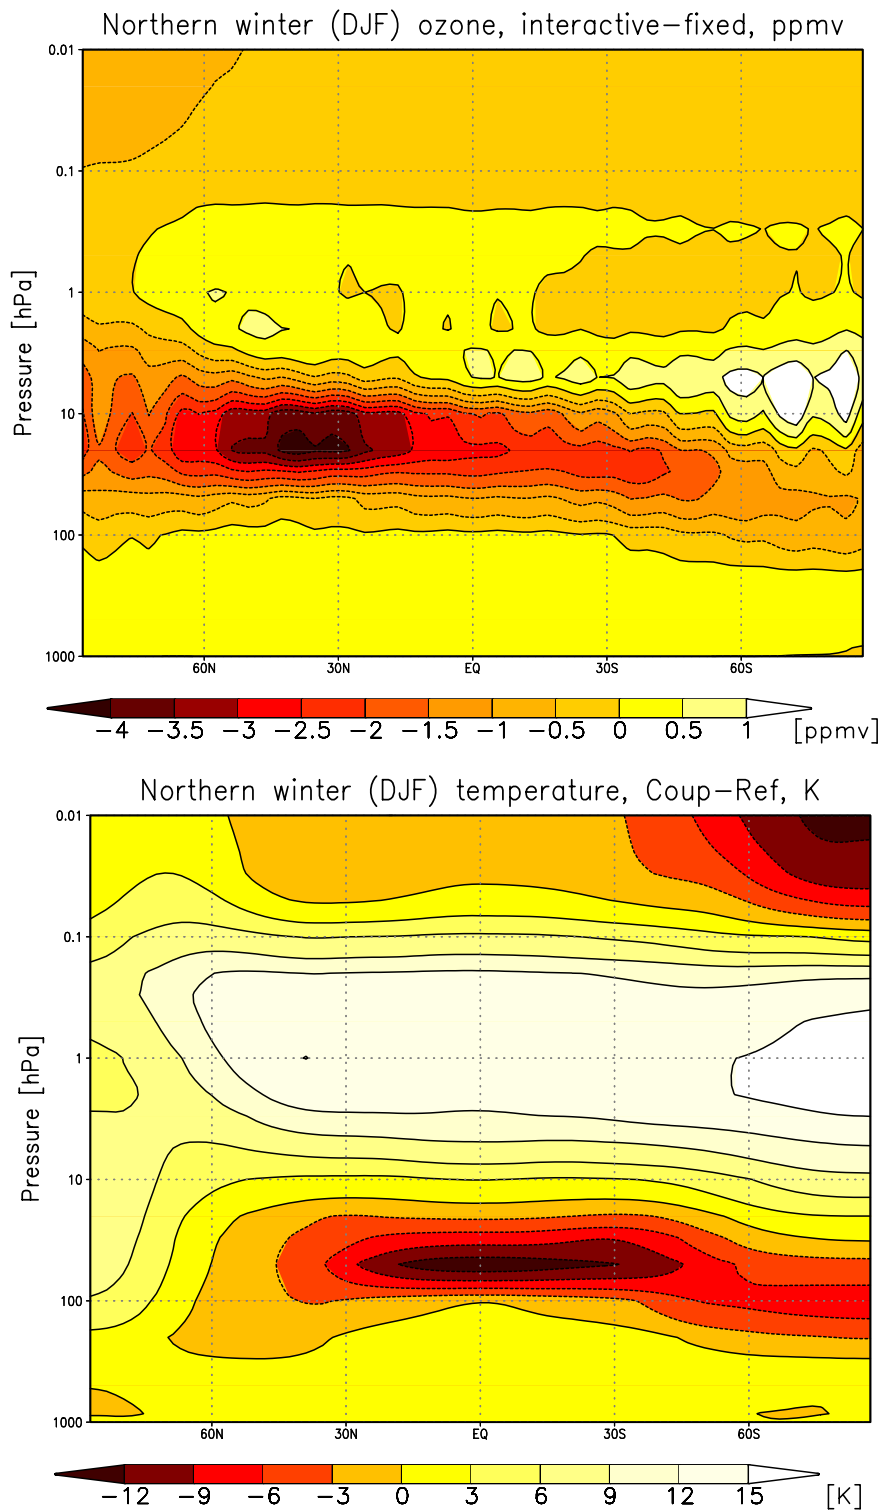 Northern winter (DJF) ozone, interactive-fixed, ppmv
0.01
0.1
1
10
100
1000
Pressure [hPa]
60N 30N EQ 30S 60S
-4 -3.5 -3 -2.5 -2 -1.5 -1 -0.5 0 0.5 1 [ppmv]
Northern winter (DJF) temperature, Coup-Ref, K
0.01
0.1
1
10
100
1000
Pressure [hPa]
60N 30N EQ 30S 60S
-12 -9 -6 -3 0 3 6 9 12 15 [K]